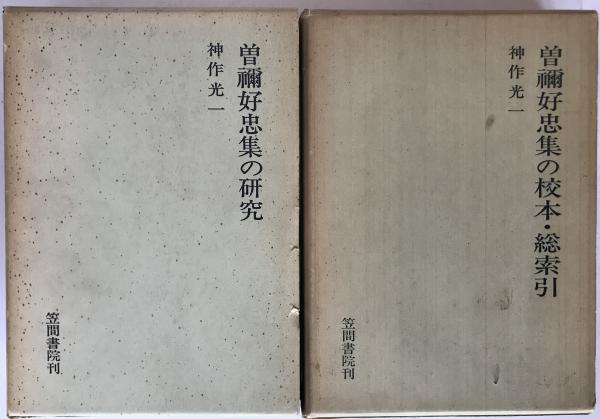 曽禰好忠集の研究
神作光一
笠間書院刊
曽禰好忠集の校本・総索引
神作光一
笠間書院刊